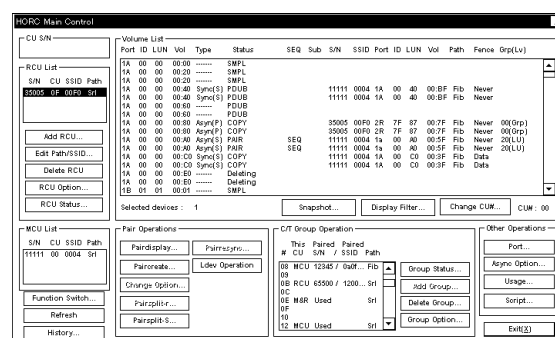 HORC Main Control
CU S/N
RCU List
S/N CU SSID Path
35005 0F 00F0 Srl
Add RCU...
Edit Path/SSID...
Delete RCU
RCU Option...
RCU Status...
Volume List
Port ID LUN Vol Type Status SEQ Sub S/N SSID Port ID LUN Vol Path Fence Grp(Lv)
1A 00 00 00:00 ------- SMPL
1A 00 00 00:20 ------- SMPL
1A 00 00 00:20 ------- SMPL
1A 00 00 00:40 Sync(S) PDUB 11111 0004 1A 00 40 00:BF Fib Never
1A 00 00 00:40 Sync(S) PDUB 11111 0004 1A 00 40 00:BF Fib Never
1A 00 00 00:60 ------- SMPL
1A 00 00 00:80 Asyn(P) COPY 35005 00F0 2R 7F 87 00:7F Fib Never 00(Grp)
1A 00 00 00:80 Asyn(P) COPY 35005 00F0 2R 7F 87 00:7F Fib Never 00(Grp)
1A 00 00 00:A0 Asyn(S) PAIR SEQ 11111 0004 1a 00 A0 00:5F Fib Never 20(LU)
1A 00 00 00:A0 Asyn(S) PAIR SEQ 11111 0004 1a 00 A0 00:5F Fib Never 20(LU)
1A 00 00 00:C0 Sync(S) COPY 11111 0004 1A 00 C0 00:3F Fib Data
1A 00 00 00:C0 Sync(S) COPY 11111 0004 1A 00 C0 00:3F Fib Data
1A 00 00 00:E0 ------- Deleting
1A 00 00 00:E0 ------- Deleting
1B 01 01 00:01 ------- SMPL
Selected devices : 1
Snapshot...
Display Filter...
Change CU#...
CU# : 00
MCU List
S/N CU SSID Path
11111 00 0004 Srl
Function Switch...
Refresh
History...
Pair Operations
Pairdisplay...
Pairresync...
Paircreate...
Ldev Operation
Change Option...
Pairsplit-r...
Pairsplit-S...
C/T Group Operation
This Paired Paired
# CU S/N / SSID Path
08 MCU 12345 / 0a0f... Fib
09
0B RCU 65500 / 1200... Srl
0C
0E M&R Used Srl
0F
10
12 MCU Used Srl
Group Status...
Add Group...
Delete Group...
Group Option...
Other Operations
Port...
Async Option...
Usage...
Script...
Exit(X)